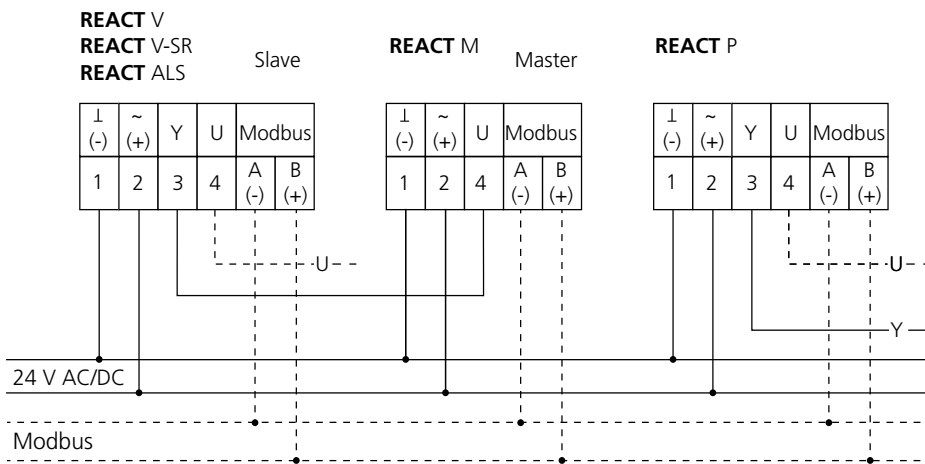 REACT V
REACT V-SR
REACT ALS
Slave
REACT M
Master
REACT P
⊥ ~ Y U Modbus
(-) (+)
1 2 3 4 A B
(-) (+)
⊥ ~ U Modbus
(-) (+)
1 2 4 A B
(-) (+)
⊥ ~ Y U Modbus
(-) (+)
1 2 3 4 A B
(-) (+)
U
U
Y
24 V AC/DC
Modbus